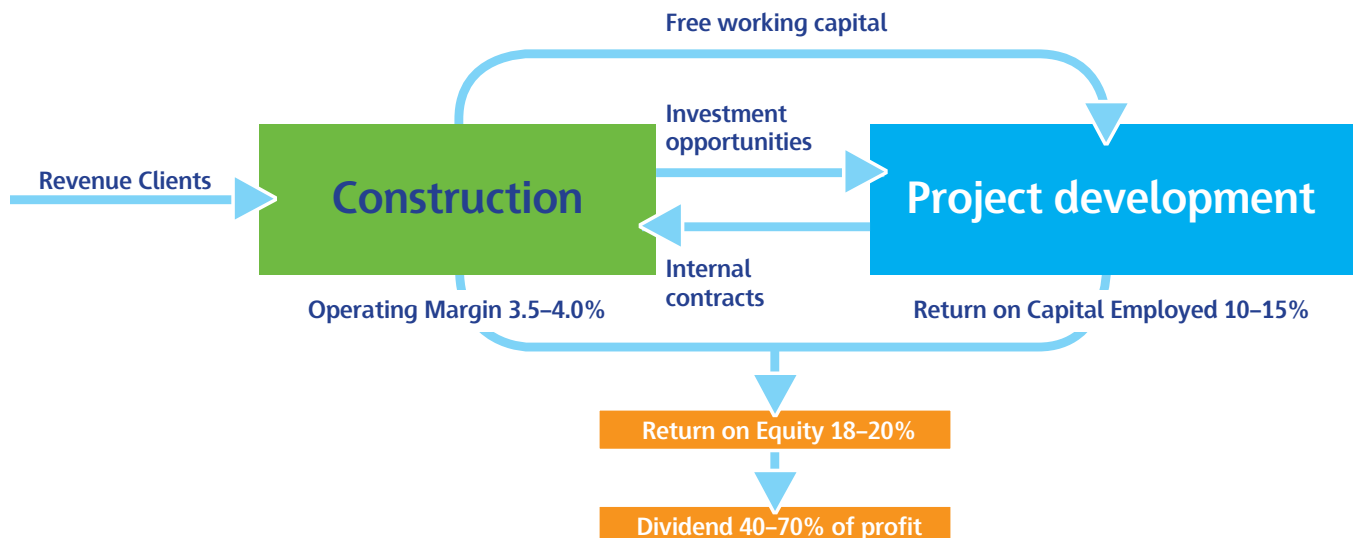 Free working capital
Investment
opportunities
Revenue Clients
Construction
Project development
Internal
contracts
Operating Margin 3.5–4.0%
Return on Capital Employed 10–15%
Return on Equity 18–20%
Dividend 40–70% of profit